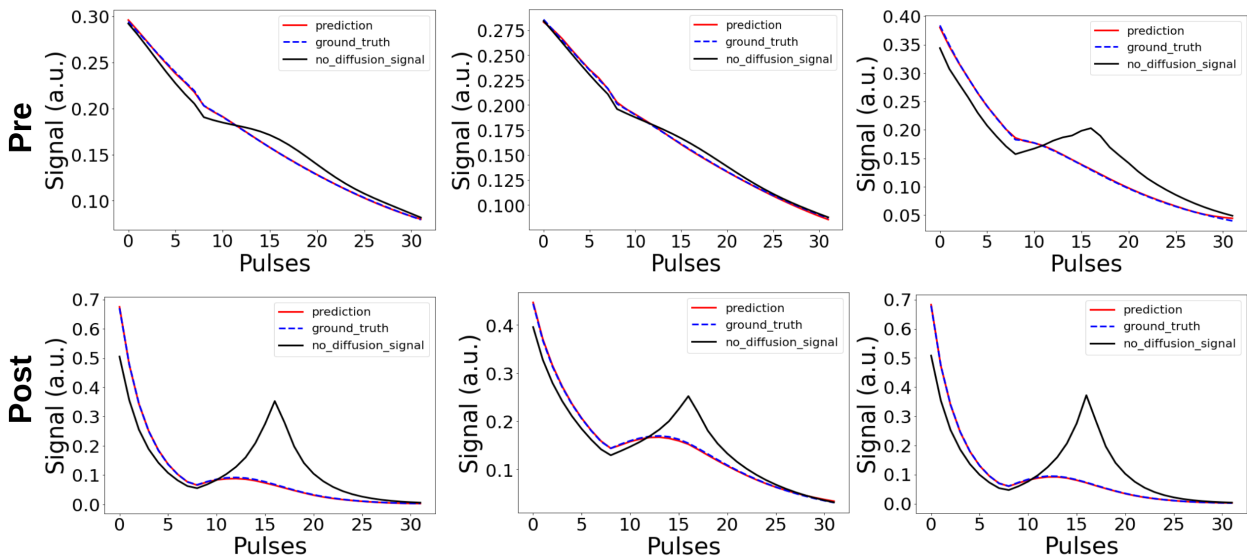 Pre
0.30
0.25
0.20
0.15
0.10
Signal (a.u.)
0 5 10 15 20 25 30
Pulses
prediction
ground_truth
no_diffusion_signal
0.275
0.250
0.225
0.200
0.175
0.150
0.125
0.100
Signal (a.u.)
0 5 10 15 20 25 30
Pulses
prediction
ground_truth
no_diffusion_signal
0.40
0.35
0.30
0.25
0.20
0.15
0.10
0.05
Signal (a.u.)
0 5 10 15 20 25 30
Pulses
prediction
ground_truth
no_diffusion_signal
Post
0.7
0.6
0.5
0.4
0.3
0.2
0.1
0.0
Signal (a.u.)
0 5 10 15 20 25 30
Pulses
prediction
ground_truth
no_diffusion_signal
0.4
0.3
0.2
0.1
Signal (a.u.)
0 5 10 15 20 25 30
Pulses
prediction
ground_truth
no_diffusion_signal
0.7
0.6
0.5
0.4
0.3
0.2
0.1
0.0
Signal (a.u.)
0 5 10 15 20 25 30
Pulses
prediction
ground_truth
no_diffusion_signal